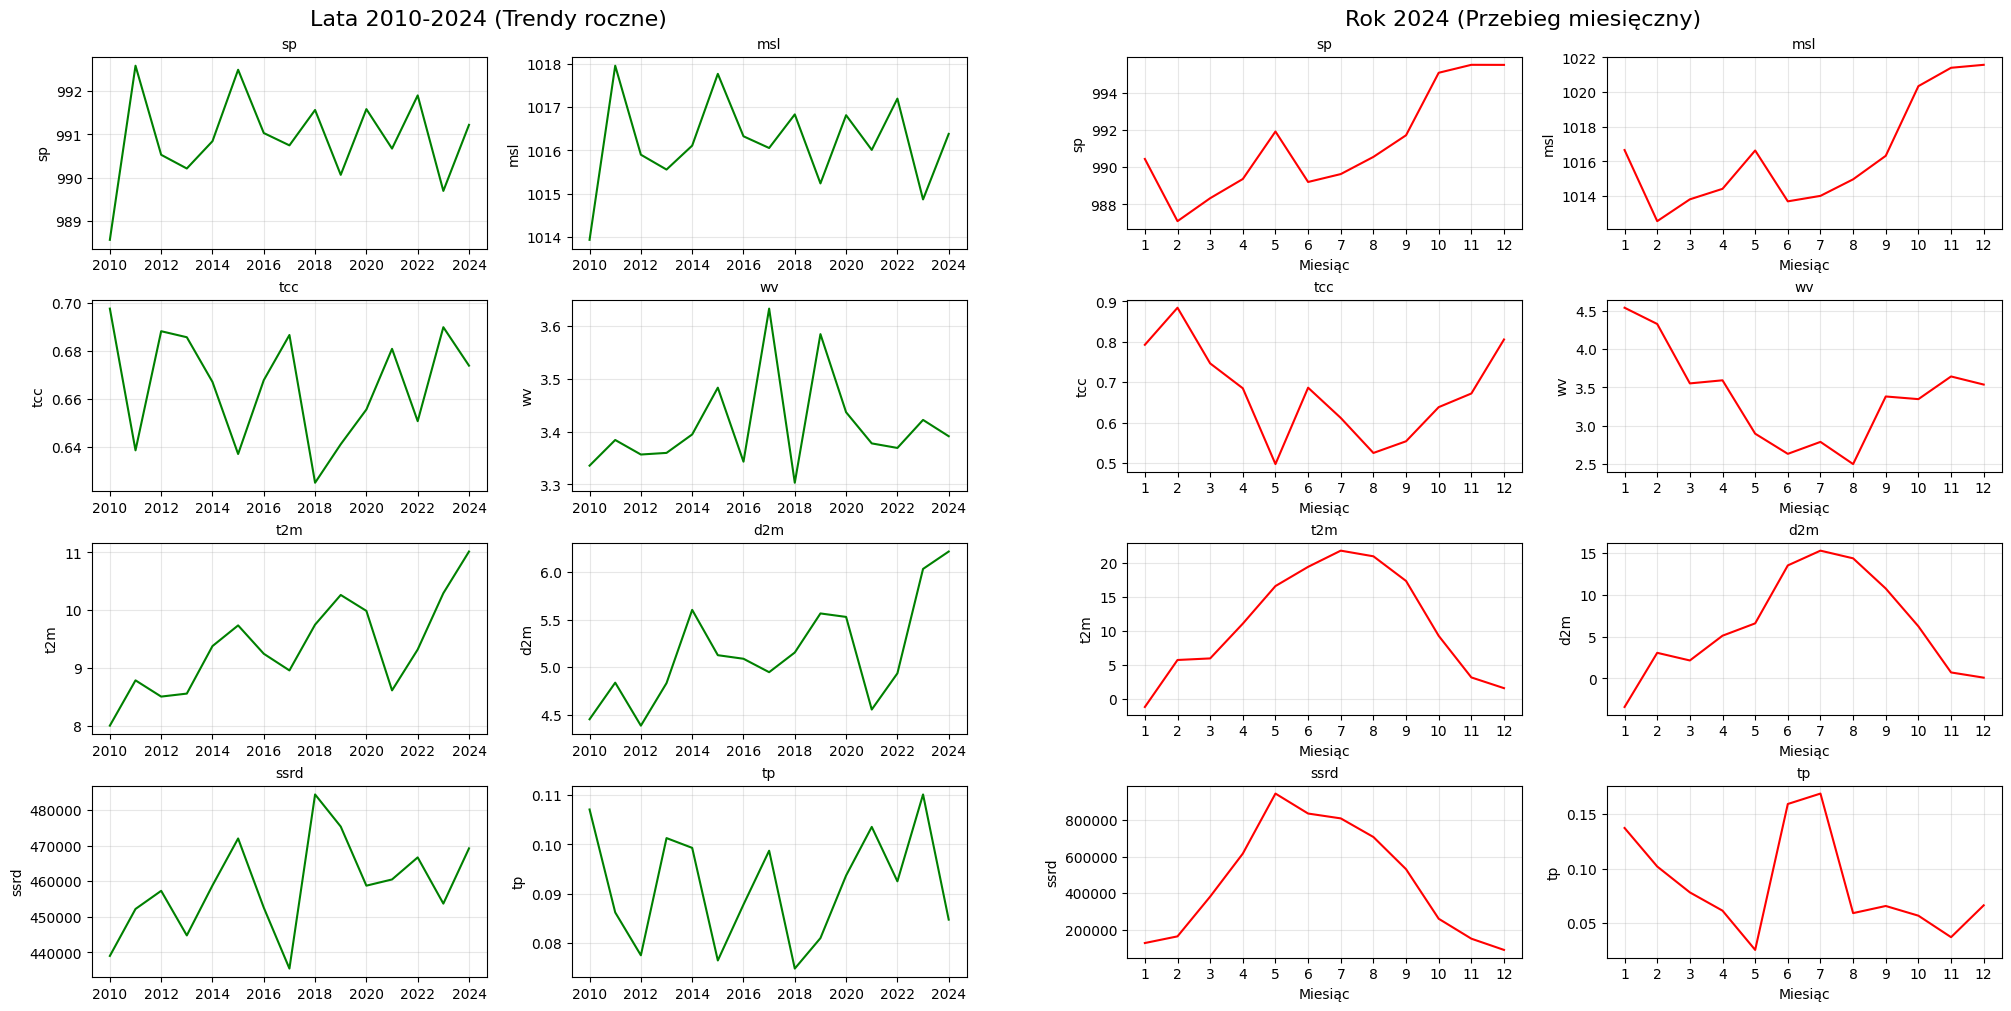 Lata 2010-2024 (Trendy roczne)
Rok 2024 (Przebieg miesięczny)
sp
msl
sp
msl
sp
992
991
990
989
2010 2012 2014 2016 2018 2020 2022 2024
msl
1018
1017
1016
1015
1014
2010 2012 2014 2016 2018 2020 2022 2024
sp
994
992
990
988
1 2 3 4 5 6 7 8 9 10 11 12
Miesiąc
msl
1022
1020
1018
1016
1014
1 2 3 4 5 6 7 8 9 10 11 12
Miesiąc
tcc
wv
tcc
wv
tcc
0.70
0.68
0.66
0.64
2010 2012 2014 2016 2018 2020 2022 2024
wv
3.6
3.5
3.4
3.3
2010 2012 2014 2016 2018 2020 2022 2024
tcc
0.9
0.8
0.7
0.6
0.5
1 2 3 4 5 6 7 8 9 10 11 12
Miesiąc
wv
4.5
4.0
3.5
3.0
2.5
1 2 3 4 5 6 7 8 9 10 11 12
Miesiąc
t2m
d2m
t2m
d2m
t2m
11
10
9
8
2010 2012 2014 2016 2018 2020 2022 2024
d2m
6.0
5.5
5.0
4.5
2010 2012 2014 2016 2018 2020 2022 2024
t2m
20
15
10
5
0
1 2 3 4 5 6 7 8 9 10 11 12
Miesiąc
d2m
15
10
5
0
1 2 3 4 5 6 7 8 9 10 11 12
Miesiąc
ssrd
tp
ssrd
tp
ssrd
480000
470000
460000
450000
440000
2010 2012 2014 2016 2018 2020 2022 2024
tp
0.11
0.10
0.09
0.08
2010 2012 2014 2016 2018 2020 2022 2024
ssrd
800000
600000
400000
200000
1 2 3 4 5 6 7 8 9 10 11 12
Miesiąc
tp
0.15
0.10
0.05
1 2 3 4 5 6 7 8 9 10 11 12
Miesiąc